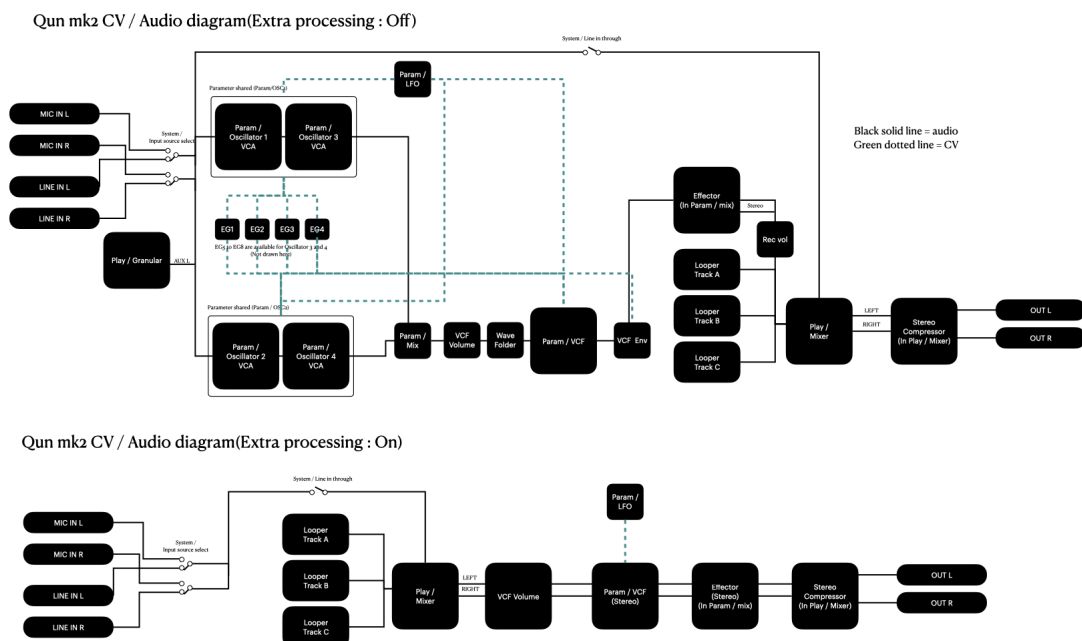 Qun mk2 CV / Audio diagram(Extra processing : Off)
System / Line in through
Param /
LFO
Parameter shared (Param/OSC1)
MIC IN L
MIC IN R
LINE IN L
LINE IN R
System /
Input source select
Param /
Oscillator 1
VCA
Param /
Oscillator 3
VCA
Black solid line = audio
Green dotted line = CV
Effector
(In Param / mix)
Stereo
Rec vol
EG1
EG2
EG3
EG4
EG5 to EG8 are available for Oscillator 3 and 4
(Not drawn here)
Play / Granular
AUX L
Looper
Track A
Looper
Track B
Looper
Track C
Parameter shared (Param / OSC2)
Param /
Oscillator 2
VCA
Param /
Oscillator 4
VCA
Param /
Mix
VCF
Volume
Wave
Folder
Param / VCF
VCF Env
Play /
Mixer
LEFT
RIGHT
Stereo
Compressor
(In Play / Mixer)
OUT L
OUT R
Qun mk2 CV / Audio diagram(Extra processing : On)
System / Line in through
MIC IN L
MIC IN R
LINE IN L
LINE IN R
System /
Input source select
Looper
Track A
Looper
Track B
Looper
Track C
Play /
Mixer
LEFT
RIGHT
VCF Volume
Param /
LFO
Param / VCF
(Stereo)
Effector
(Stereo)
(In Param / mix)
Stereo
Compressor
(In Play / Mixer)
OUT L
OUT R